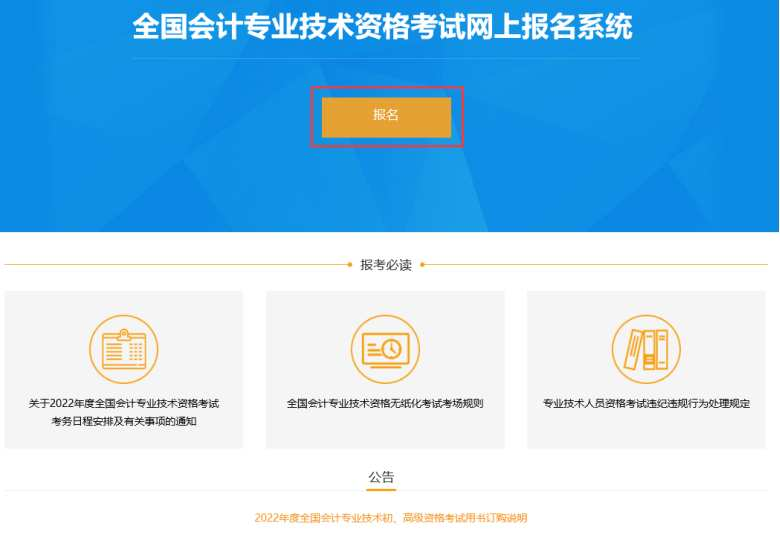 全国会计专业技术资格考试网上报名系统
报名
报考必读
关于2022年度全国会计专业技术资格考试
考务日程安排及有关事项的通知
全国会计专业技术资格无纸化考试考场规则
专业技术人员资格考试违纪违规行为处理规定
公告
2022年度全国会计专业技术初、高级资格考试用书订购说明